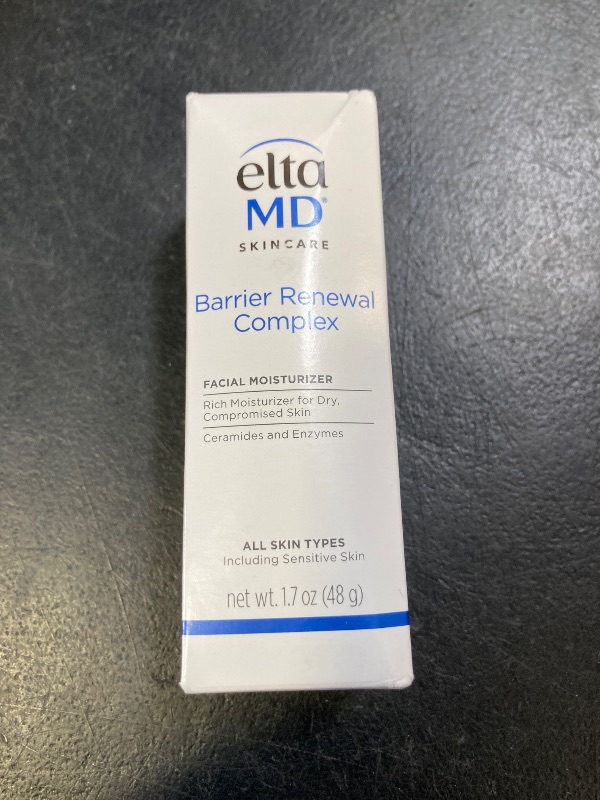 elta
MD®
SKINCARE
Barrier Renewal
Complex
FACIAL MOISTURIZER
Rich Moisturizer for Dry,
Compromised Skin
Ceramides and Enzymes
ALL SKIN TYPES
Including Sensitive Skin
net wt. 1.7 oz (48 g)